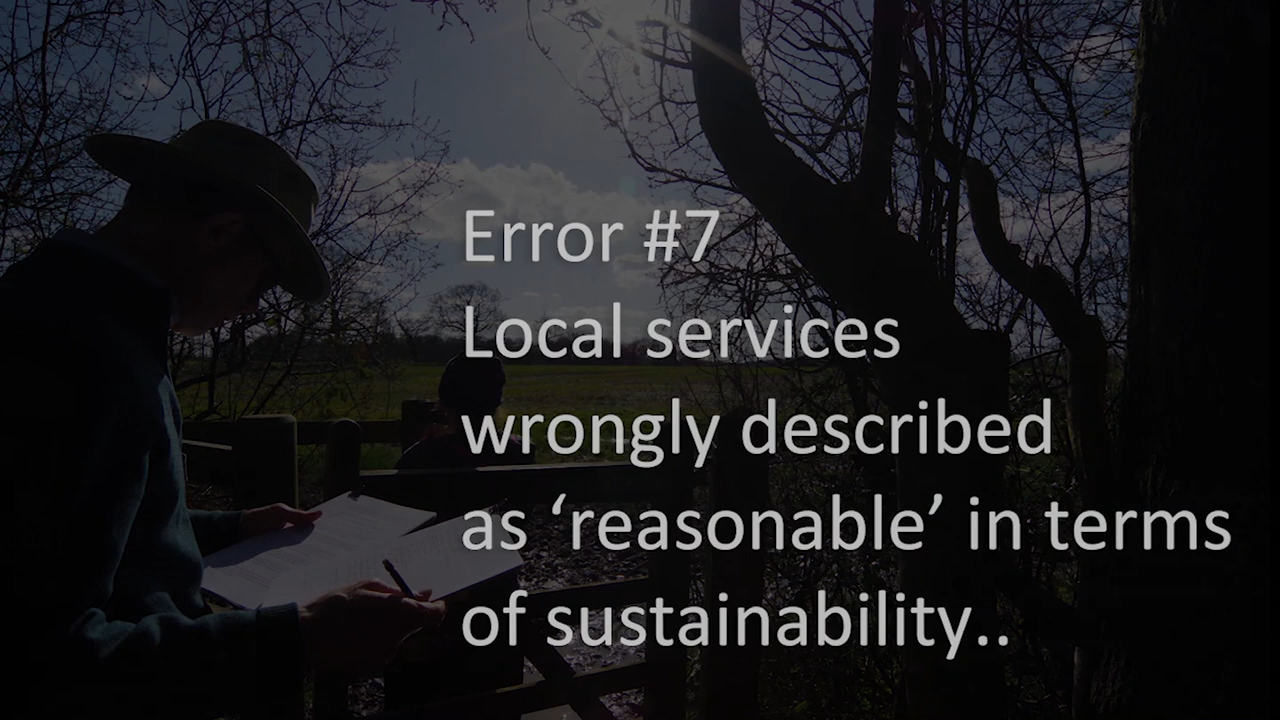 Error #7
Local services
wrongly described
as ‘reasonable’ in terms
of sustainability..